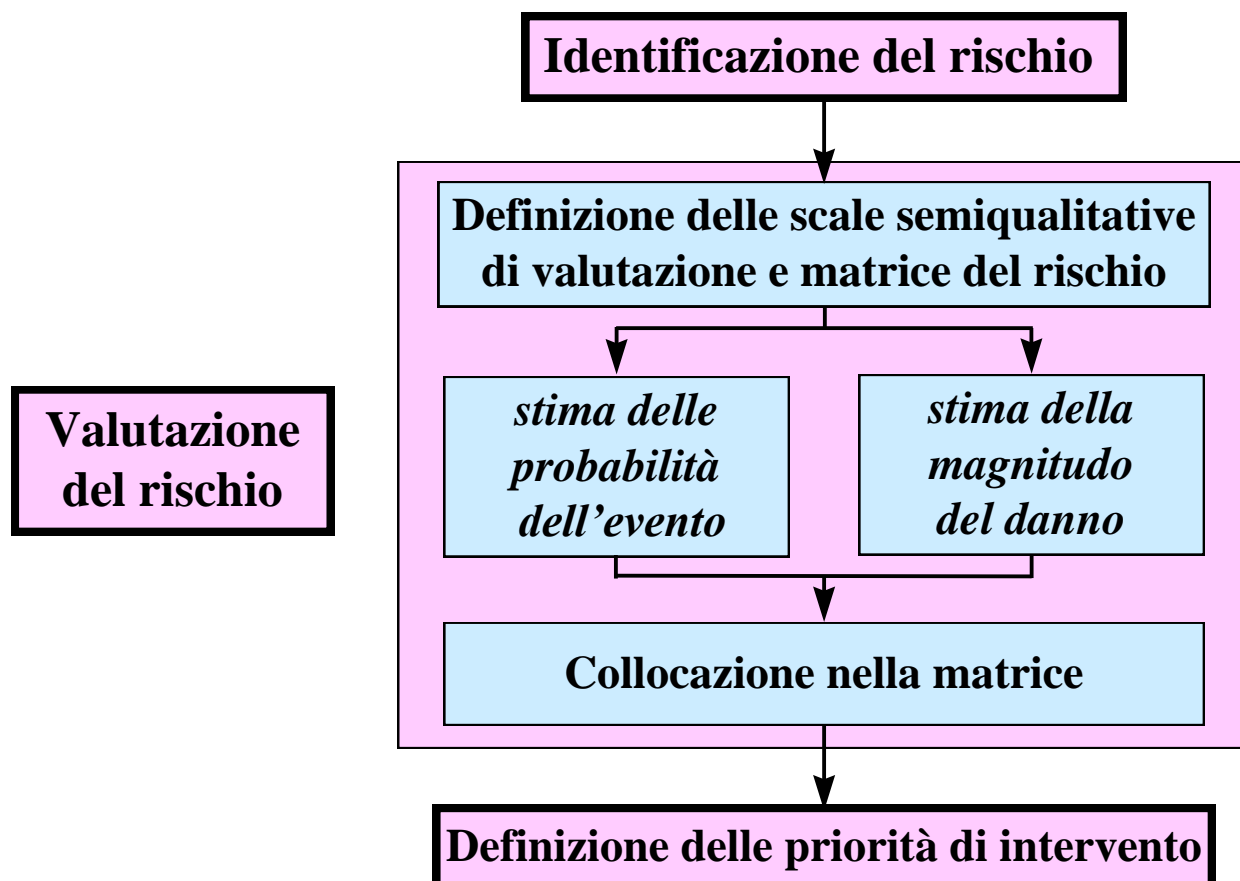 Identificazione del rischio
Definizione delle scale semiqualitative
di valutazione e matrice del rischio
Valutazione
del rischio
stima delle
probabilità
dell’evento
stima della
magnitudo
del danno
Collocazione nella matrice
Definizione delle priorità di intervento